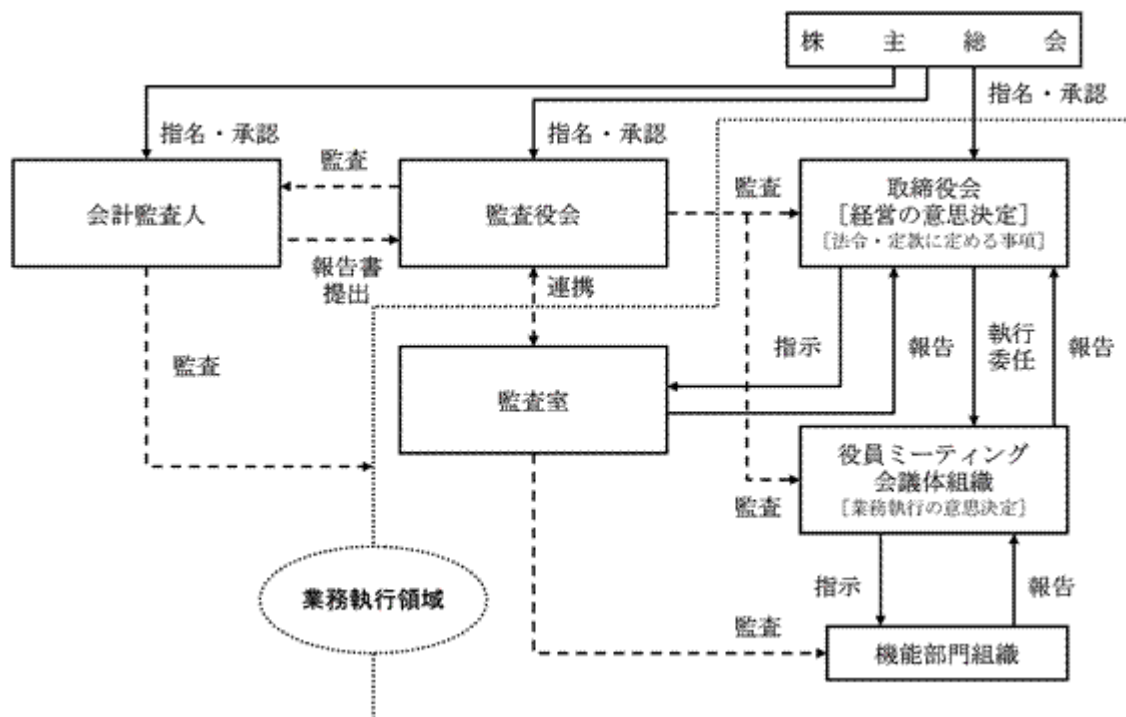 株主総会
指名・承認
指名・承認
指名・承認
会計監査人
監査
報告書
提出
監査役会
監査
取締役会
[経営の意思決定]
[法令・定款に定める事項]
連携
監査
監査室
指示
報告
執行
委任
報告
役員ミーティング
会議体組織
[業務執行の意思決定]
監査
業務執行領域
指示
報告
監査
機能部門組織